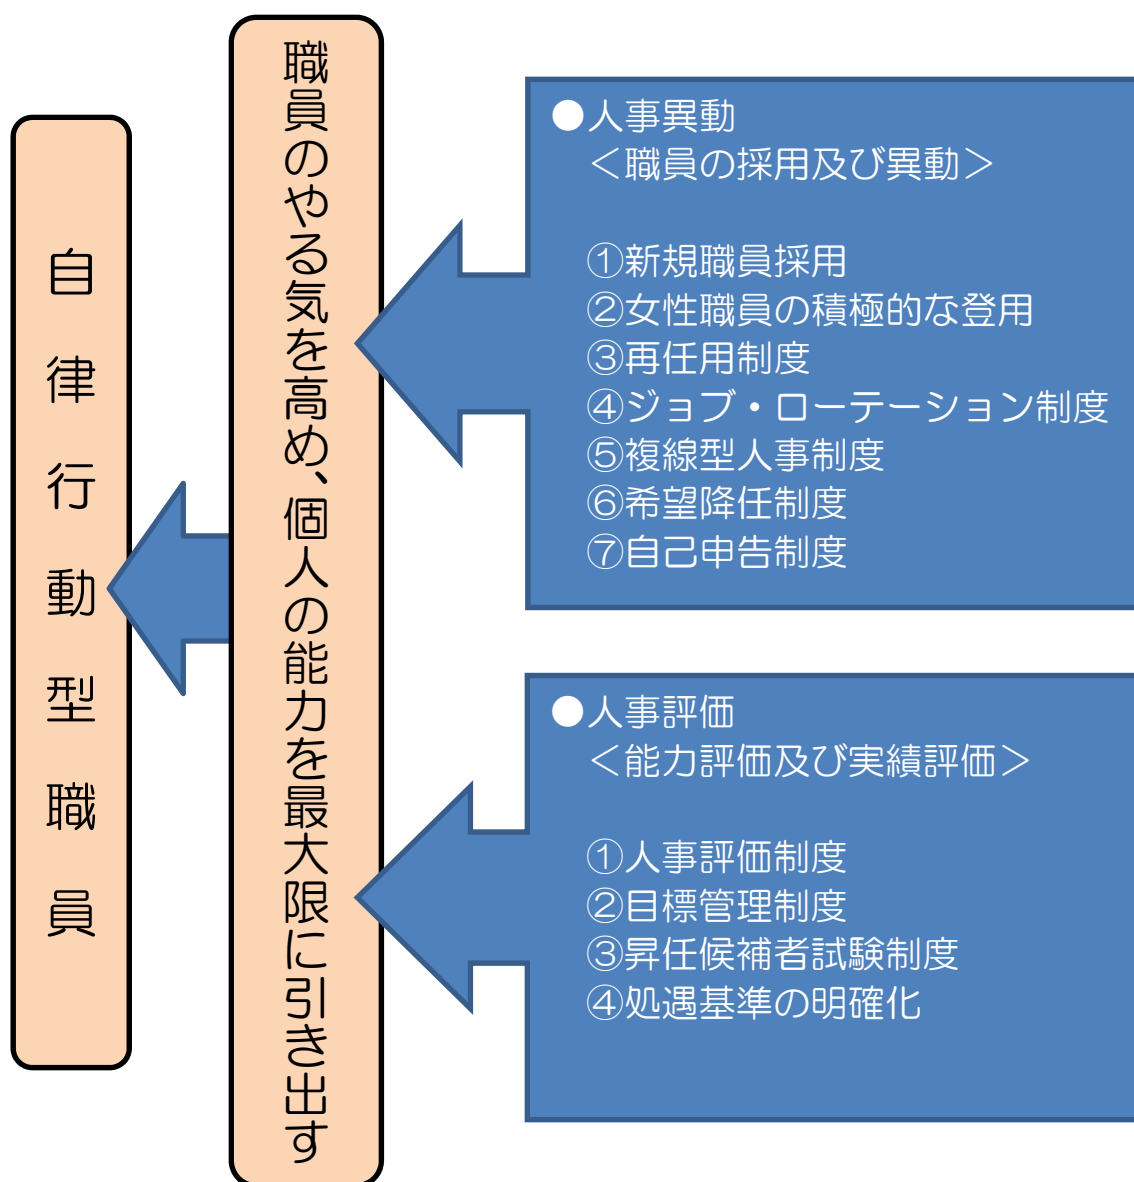 自律行動型職員
職員のやる気を高め、個人の能力を最大限に引き出す
●人事異動
＜職員の採用及び異動＞
①新規職員採用
②女性職員の積極的な登用
③再任用制度
④ジョブ・ローテーション制度
⑤複線型人事制度
⑥希望降任制度
⑦自己申告制度
●人事評価
＜能力評価及び実績評価＞
①人事評価制度
②目標管理制度
③昇任候補者試験制度
④処遇基準の明確化